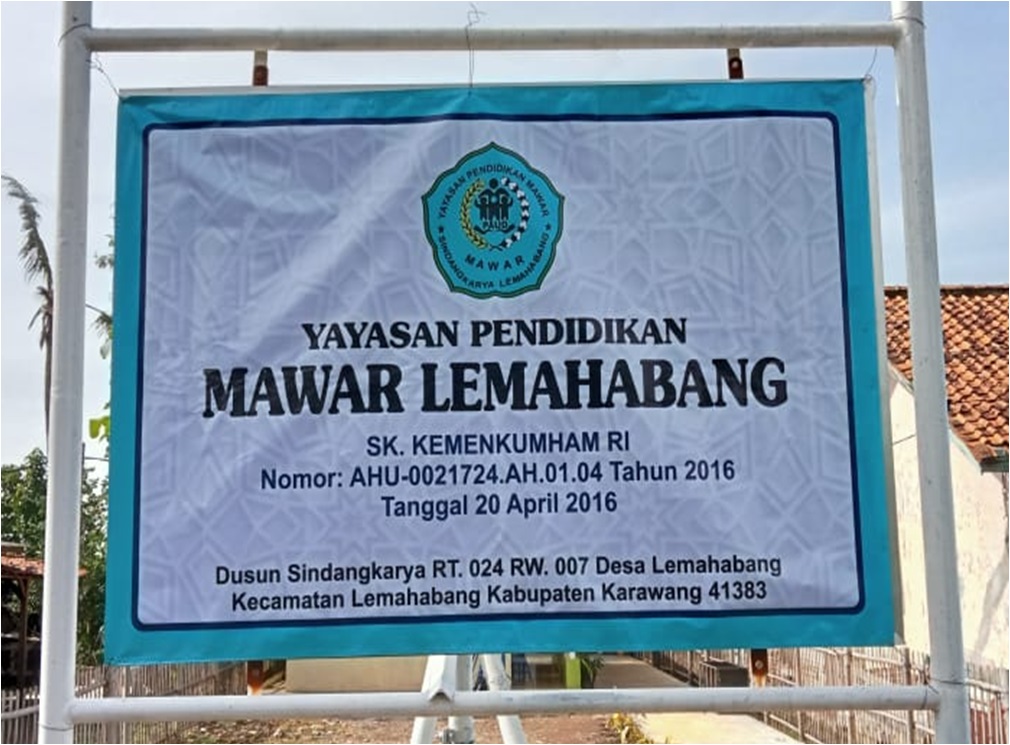 YAYASAN PENDIDIKAN MAWAR
PAUD
MAWAR
★ SINDANGKARYA LEMAHABANG ★
YAYASAN PENDIDIKAN
MAWAR LEMAHABANG
SK. KEMENKUMHAM RI
Nomor: AHU-0021724.AH.01.04 Tahun 2016
Tanggal 20 April 2016
Dusun Sindangkarya RT. 024 RW. 007 Desa Lemahabang
Kecamatan Lemahabang Kabupaten Karawang 41383